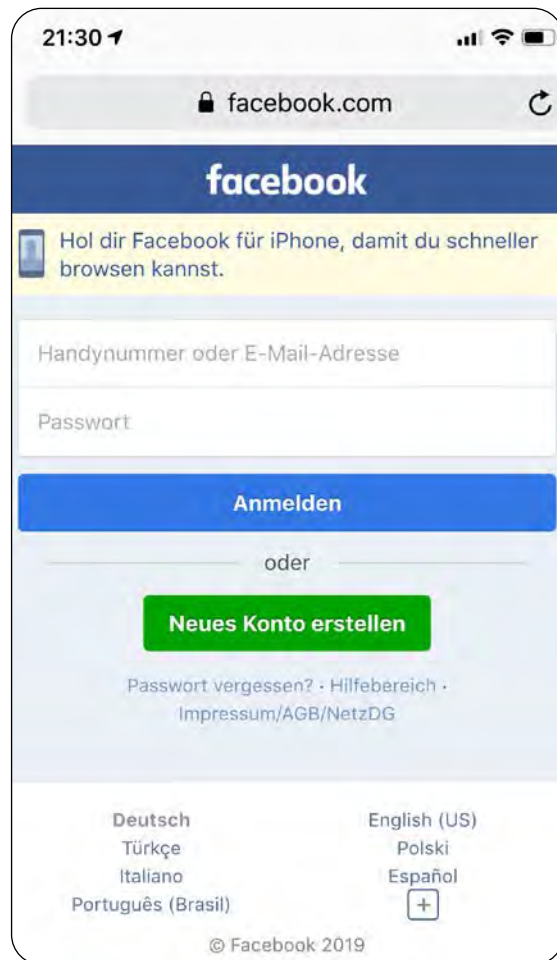 21:30
facebook.com
facebook
Hol dir Facebook für iPhone, damit du schneller
browsen kannst.
Handynummer oder E-Mail-Adresse
Passwort
Anmelden
oder
Neues Konto erstellen
Passwort vergessen? · Hilfebereich ·
Impressum/AGB/NetzDG
Deutsch English (US)
Türkçe Polski
Italiano Español
Português (Brasil) +
© Facebook 2019